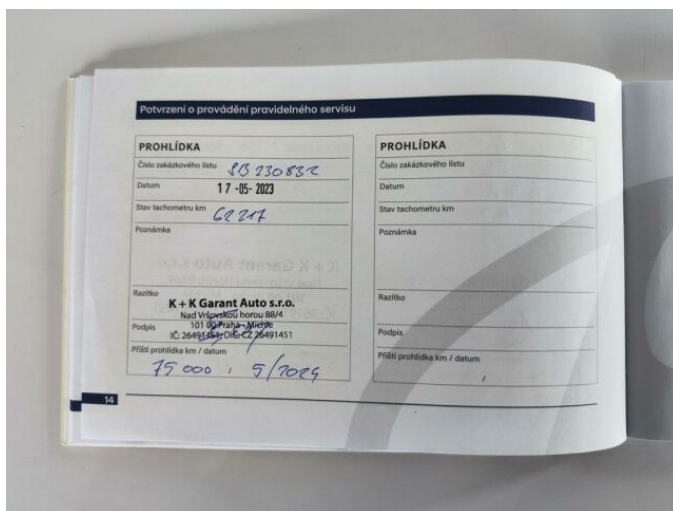 Potvrzení o provádění pravidelného servisu
PROHLÍDKA
Číslo zakázkového listu SB 230832
Datum 17 -05- 2023
Stav tachometru km 62 217
Poznámka
Razítko
K + K Garant Auto s.r.o.
Nad Vršovskou horou 88/4
101 00 Praha - Michle
Podpis
IČ: 26491451, DIČ: CZ 26491451
Příští prohlídka km / datum
75 000 / 5/2024
PROHLÍDKA
Číslo zakázkového listu
Datum
Stav tachometru km
Poznámka
Razítko
Podpis
Příští prohlídka km / datum
/
14